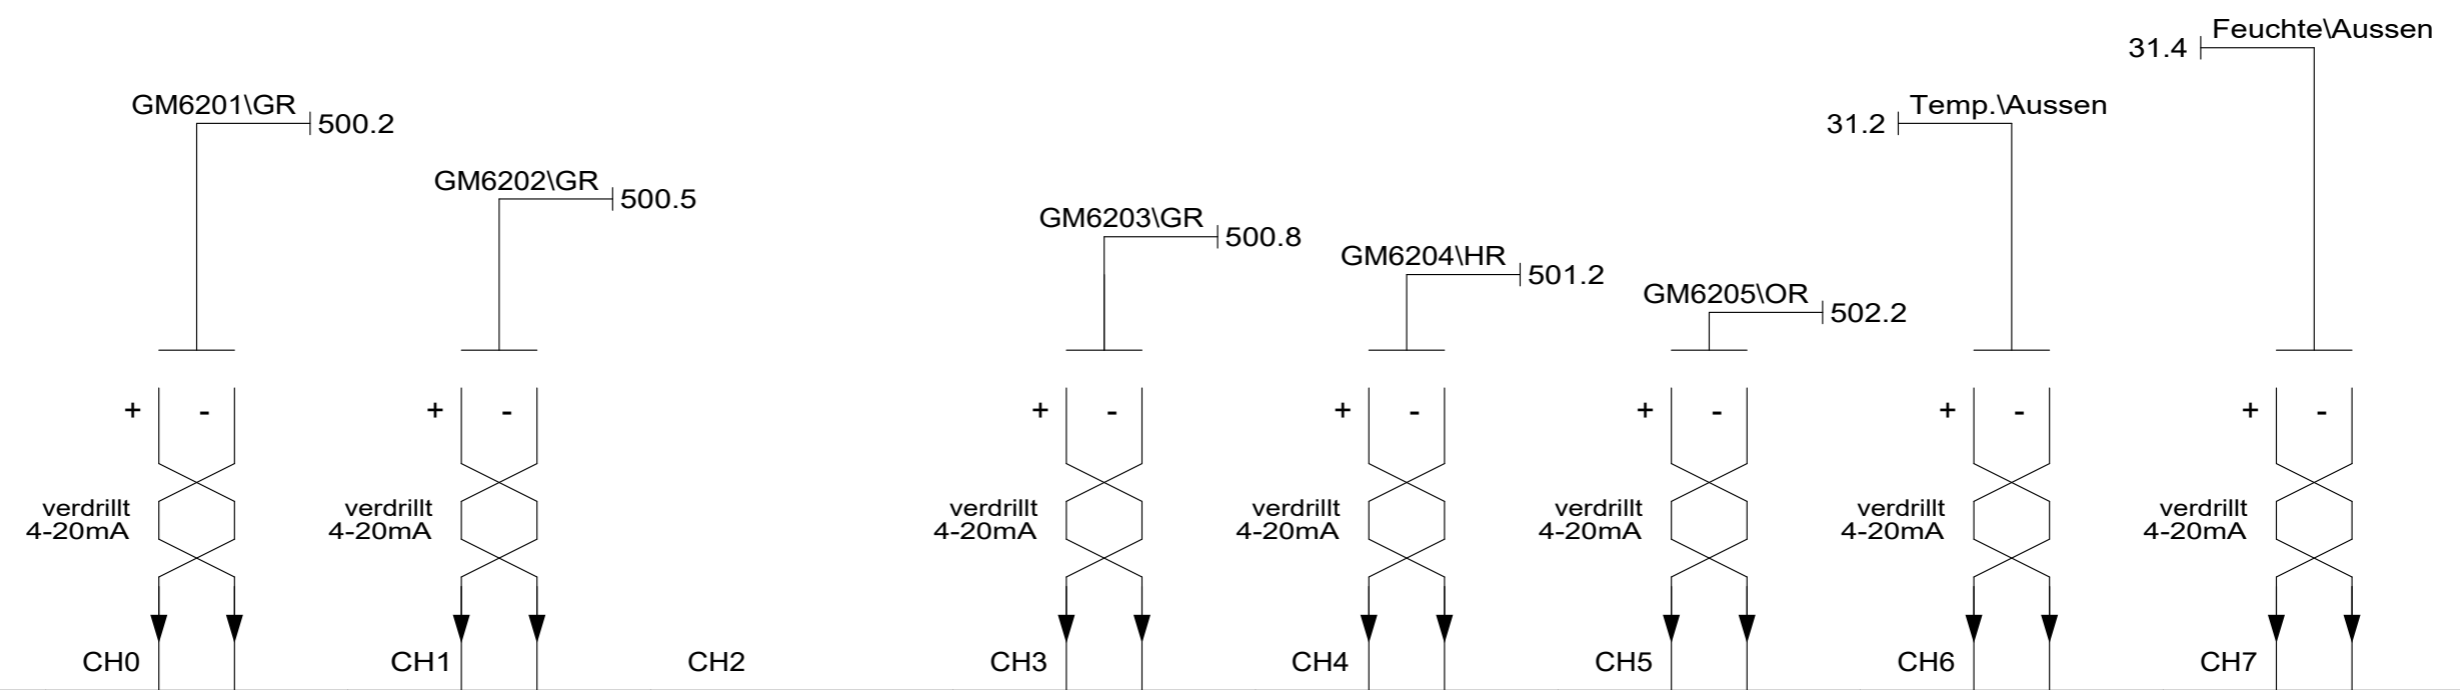 Feuchte\Aussen
31.4
GM6201\GR
500.2
Temp.\Aussen
31.2
GM6202\GR
500.5
GM6203\GR
500.8
GM6204\HR
501.2
GM6205\OR
502.2
+ - + - + - + - + - + - + -
verdrillt verdrillt verdrillt verdrillt verdrillt verdrillt verdrillt
4-20mA 4-20mA 4-20mA 4-20mA 4-20mA 4-20mA 4-20mA
CH0 CH1 CH2 CH3 CH4 CH5 CH6 CH7